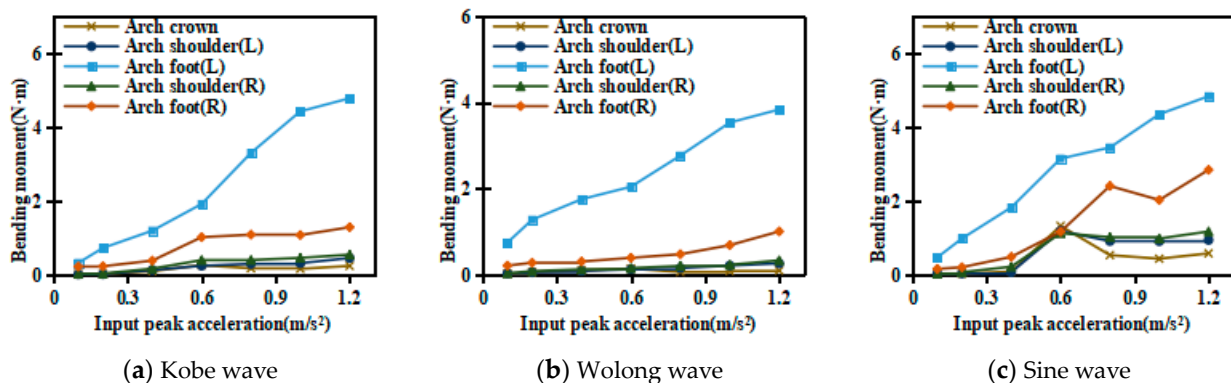 Bending moment(N·m)
6
4
2
0
Arch crown
Arch shoulder(L)
Arch foot(L)
Arch shoulder(R)
Arch foot(R)
0 0.3 0.6 0.9 1.2
Input peak acceleration(m/s²)
(a) Kobe wave
Bending moment(N·m)
6
4
2
0
Arch crown
Arch shoulder(L)
Arch foot(L)
Arch shoulder(R)
Arch foot(R)
0 0.3 0.6 0.9 1.2
Input peak acceleration(m/s²)
(b) Wolong wave
Bending moment(N·m)
6
4
2
0
Arch crown
Arch shoulder(L)
Arch foot(L)
Arch shoulder(R)
Arch foot(R)
0 0.3 0.6 0.9 1.2
Input peak acceleration(m/s²)
(c) Sine wave